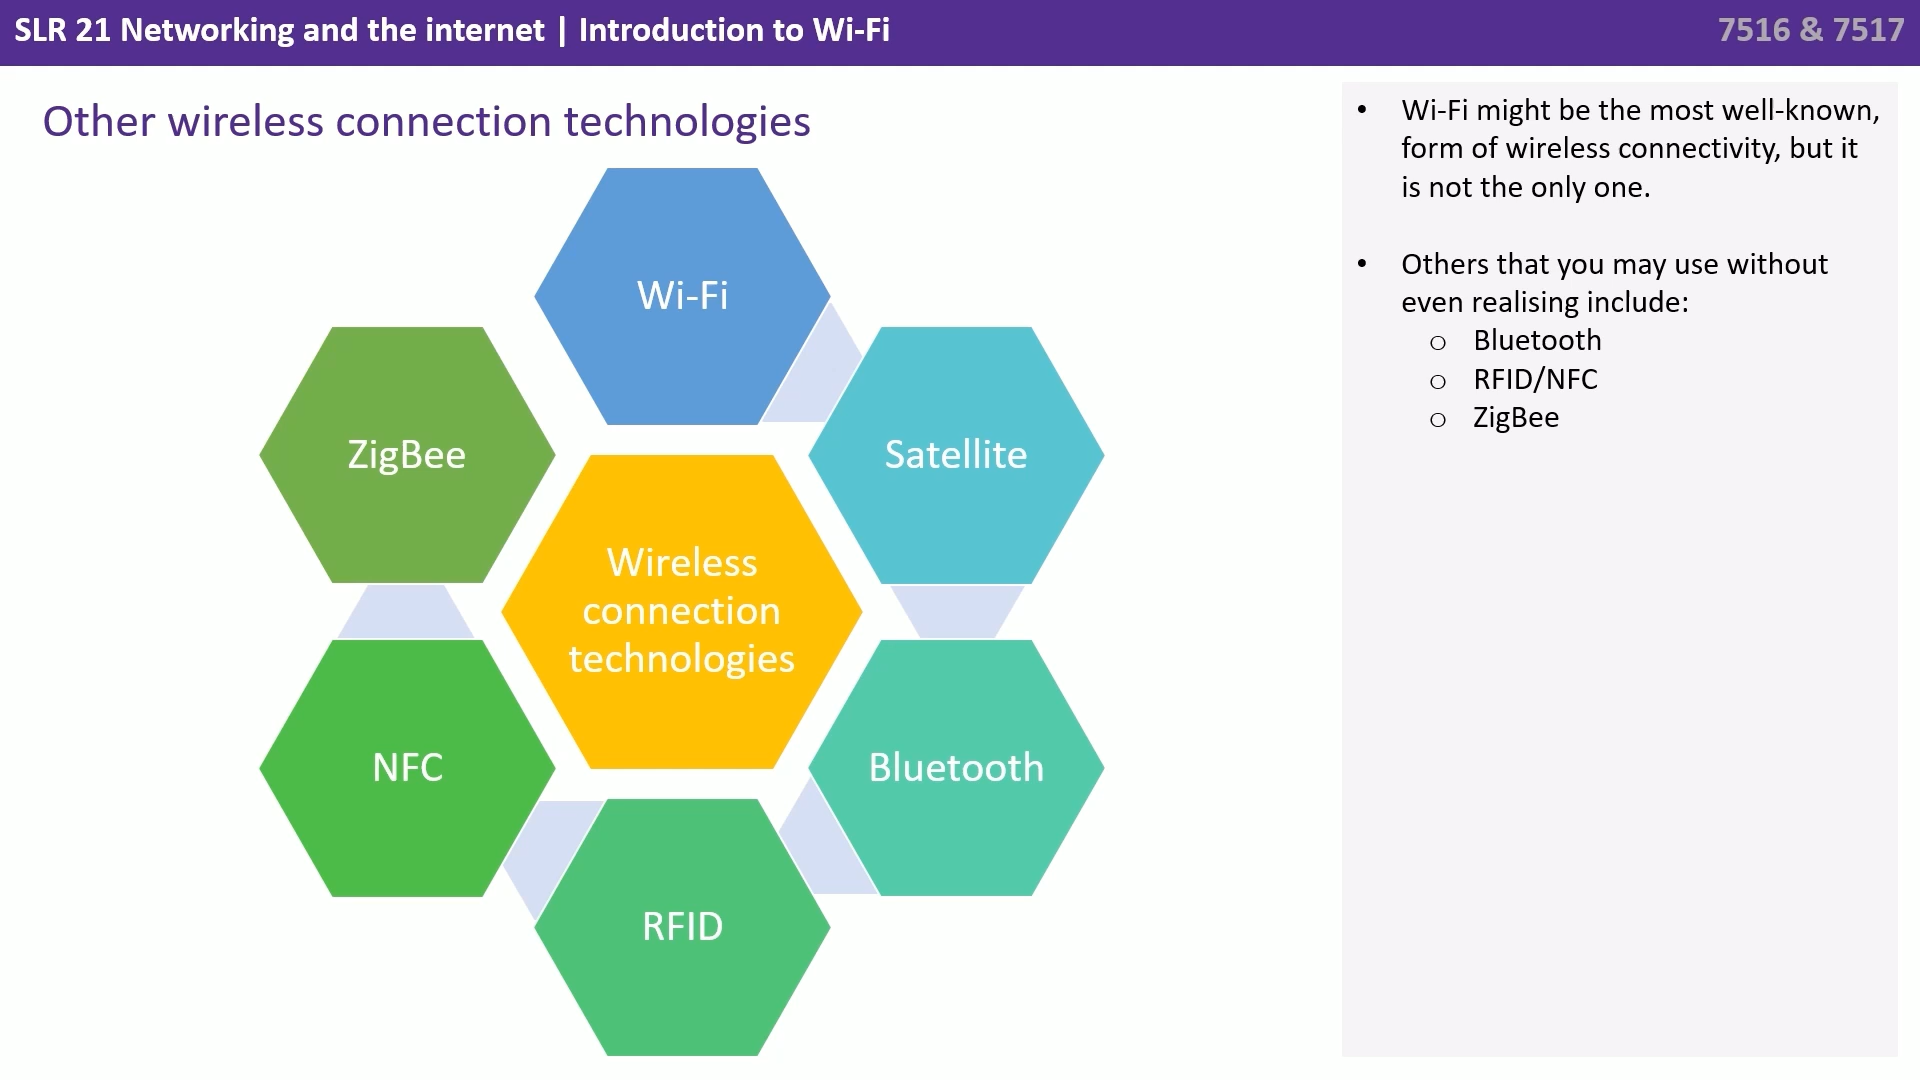 SLR 21 Networking and the internet | Introduction to Wi-Fi
7516 & 7517
Other wireless connection technologies
Wi-Fi
ZigBee
Satellite
Wireless
connection
technologies
NFC
Bluetooth
RFID
• Wi-Fi might be the most well-known,
form of wireless connectivity, but it
is not the only one.
• Others that you may use without
even realising include:
o Bluetooth
o RFID/NFC
o ZigBee